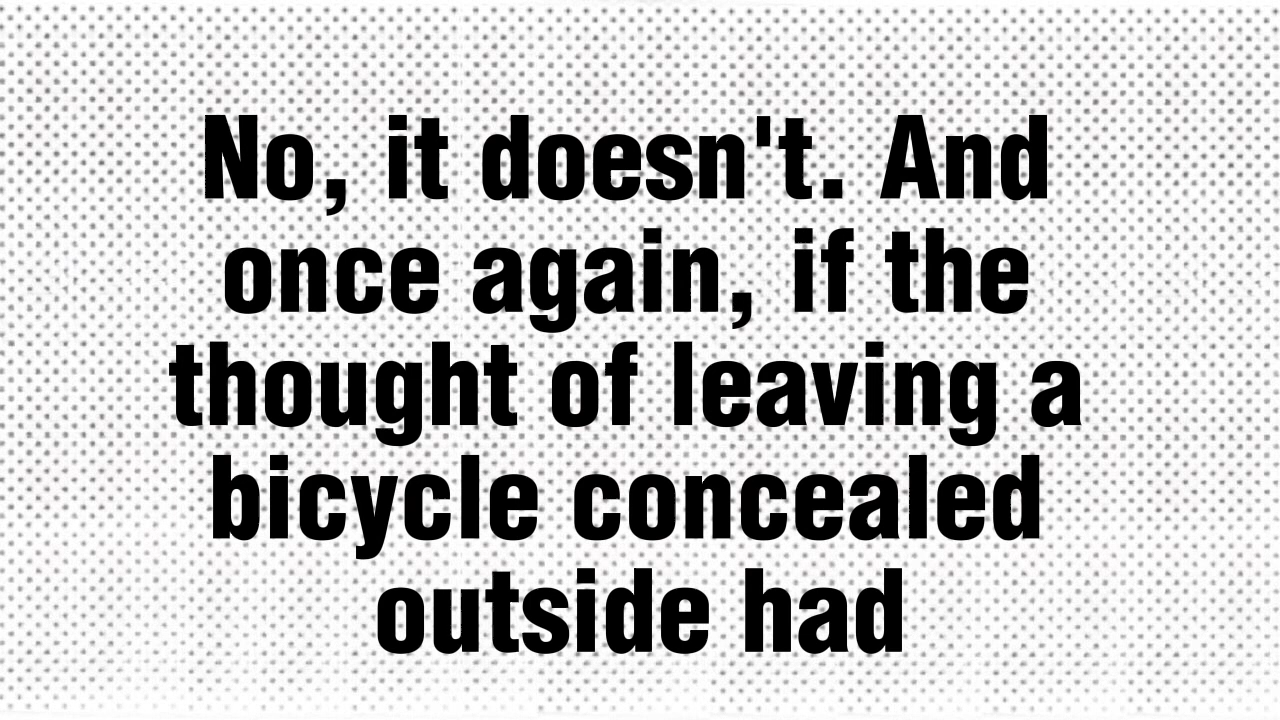 No, it doesn't. And
once again, if the
thought of leaving a
bicycle concealed
outside had